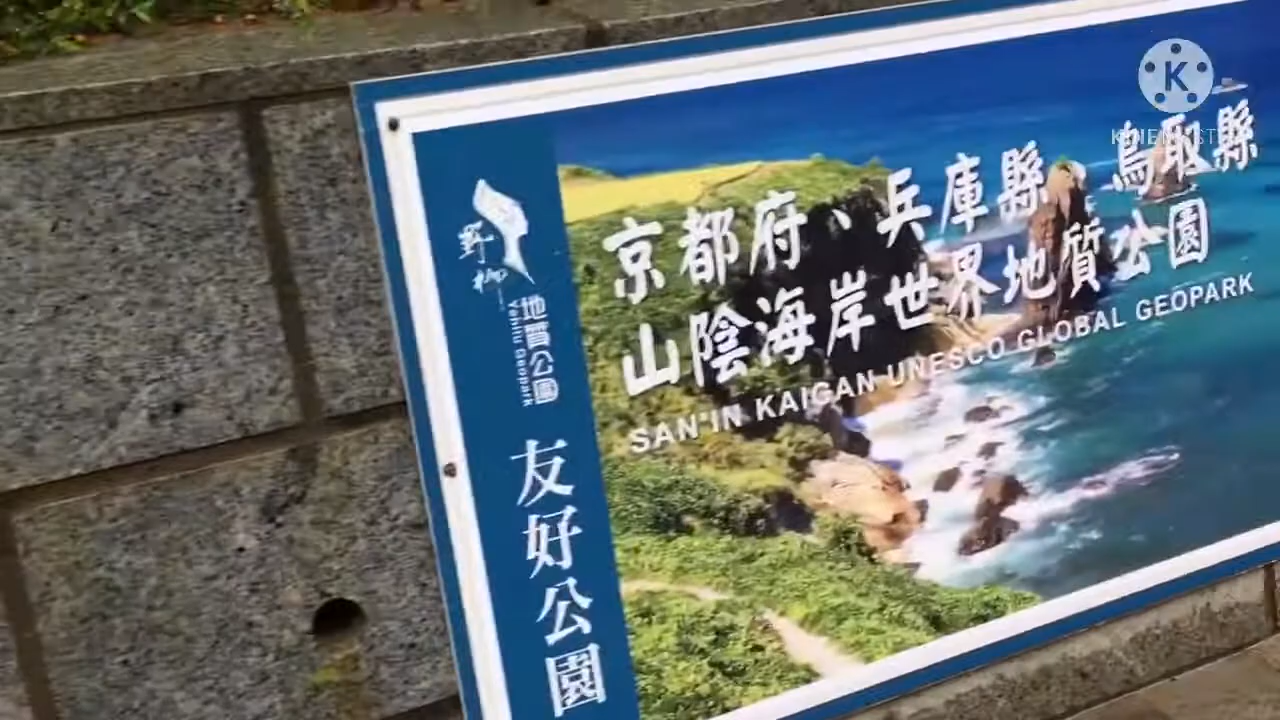 野柳
地質公園
Yehliu Geopark
友好公園
京都府、兵庫縣、鳥取縣
山陰海岸世界地質公園
SAN'IN KAIGAN UNESCO GLOBAL GEOPARK
K
KINEMASTER